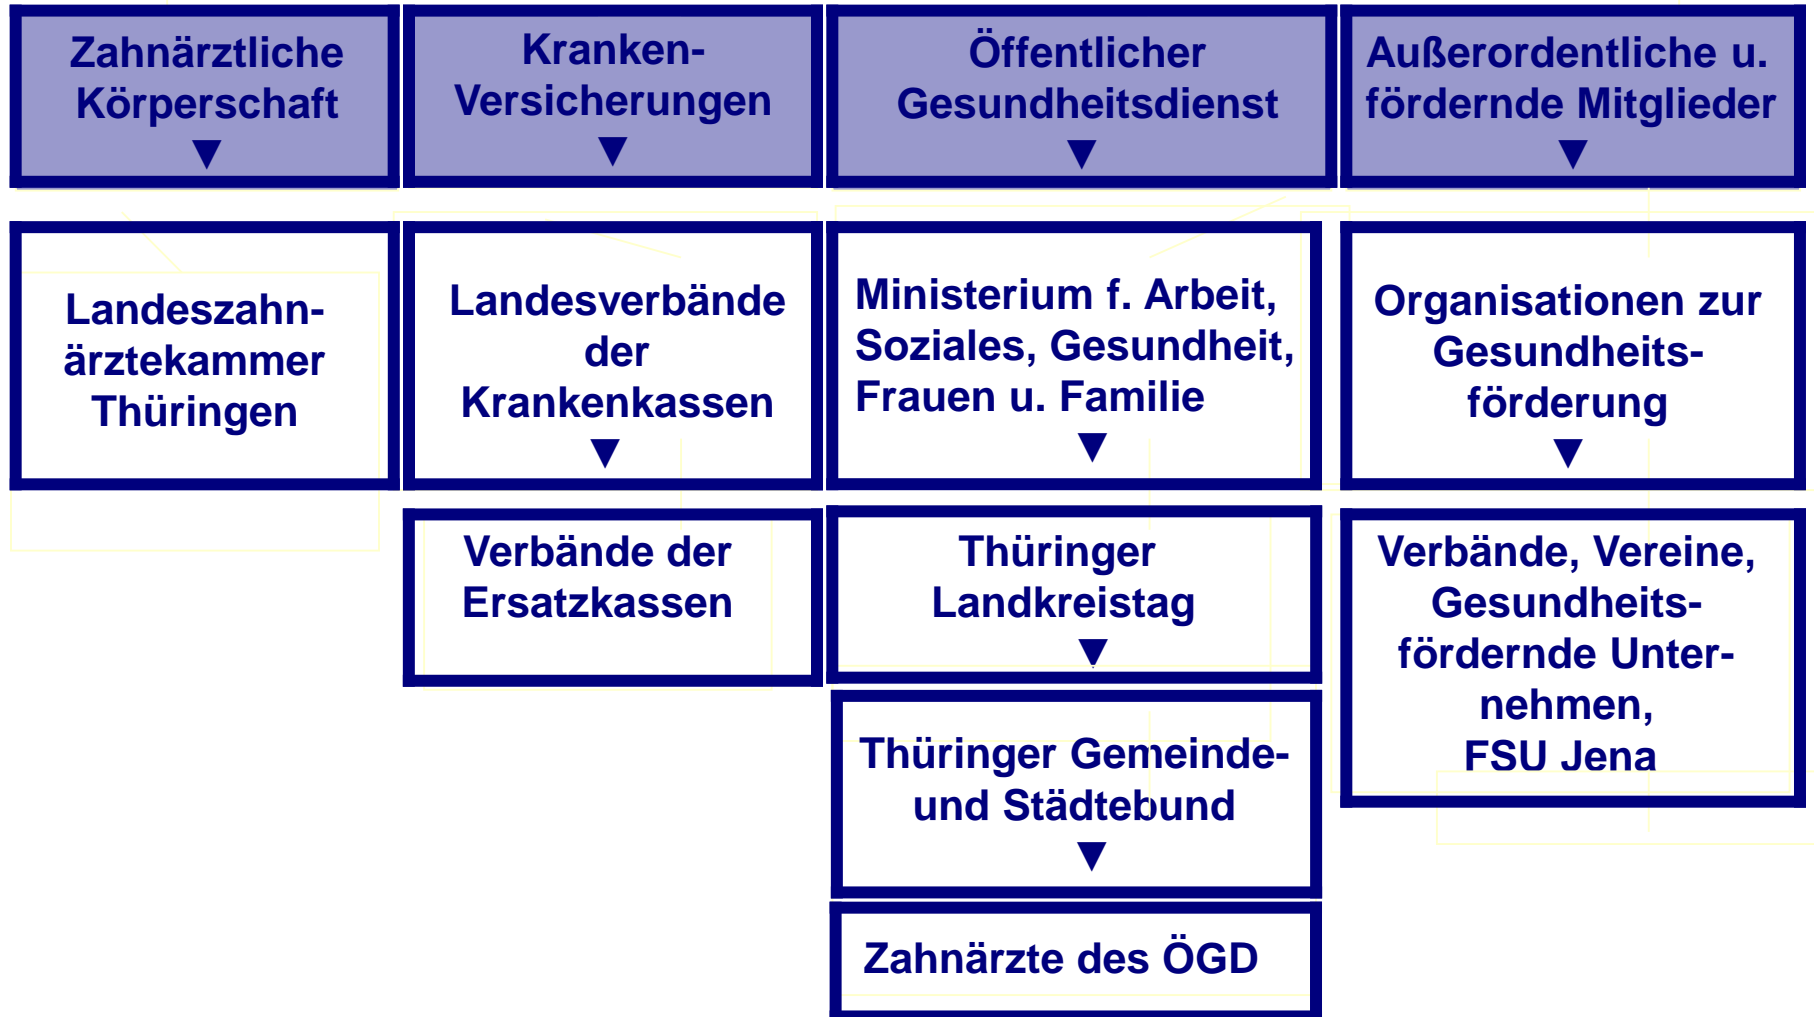 Zahnärztliche
Körperschaft
▼
Kranken-
Versicherungen
▼
Öffentlicher
Gesundheitsdienst
▼
Außerordentliche u.
fördernde Mitglieder
▼
Landeszahn-
ärztekammer
Thüringen
Landesverbände
der
Krankenkassen
▼
Ministerium f. Arbeit,
Soziales, Gesundheit,
Frauen u. Familie
▼
Organisationen zur
Gesundheits-
förderung
▼
Verbände der
Ersatzkassen
Thüringer
Landkreistag
▼
Verbände, Vereine,
Gesundheits-
fördernde Unter-
nehmen,
FSU Jena
Thüringer Gemeinde-
und Städtebund
▼
Zahnärzte des ÖGD